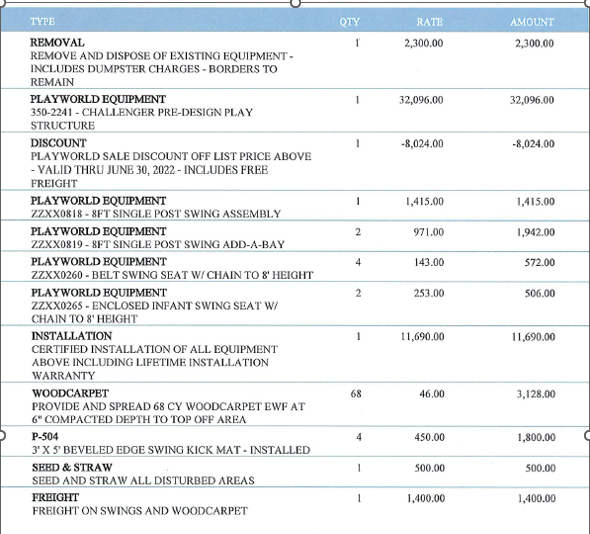 TYPE QTY RATE AMOUNT
REMOVAL 1 2,300.00 2,300.00
REMOVE AND DISPOSE OF EXISTING EQUIPMENT -
INCLUDES DUMPSTER CHARGES - BORDERS TO
REMAIN
PLAYWORLD EQUIPMENT 1 32,096.00 32,096.00
350-2241 - CHALLENGER PRE-DESIGN PLAY
STRUCTURE
DISCOUNT 1 -8,024.00 -8,024.00
PLAYWORLD SALE DISCOUNT OFF LIST PRICE ABOVE
- VALID THRU JUNE 30, 2022 - INCLUDES FREE
FREIGHT
PLAYWORLD EQUIPMENT 1 1,415.00 1,415.00
ZZXX0818 - 8FT SINGLE POST SWING ASSEMBLY
PLAYWORLD EQUIPMENT 2 971.00 1,942.00
ZZXX0819 - 8FT SINGLE POST SWING ADD-A-BAY
PLAYWORLD EQUIPMENT 4 143.00 572.00
ZZXX0260 - BELT SWING SEAT W/ CHAIN TO 8' HEIGHT
PLAYWORLD EQUIPMENT 2 253.00 506.00
ZZXX0265 - ENCLOSED INFANT SWING SEAT W/
CHAIN TO 8' HEIGHT
INSTALLATION 1 11,690.00 11,690.00
CERTIFIED INSTALLATION OF ALL EQUIPMENT
ABOVE INCLUDING LIFETIME INSTALLATION
WARRANTY
WOODCARPET 68 46.00 3,128.00
PROVIDE AND SPREAD 68 CY WOODCARPET EWF AT
6" COMPACTED DEPTH TO TOP OFF AREA
P-504 4 450.00 1,800.00
3' X 5' BEVELED EDGE SWING KICK MAT - INSTALLED
SEED & STRAW 1 500.00 500.00
SEED AND STRAW ALL DISTURBED AREAS
FREIGHT 1 1,400.00 1,400.00
FREIGHT ON SWINGS AND WOODCARPET